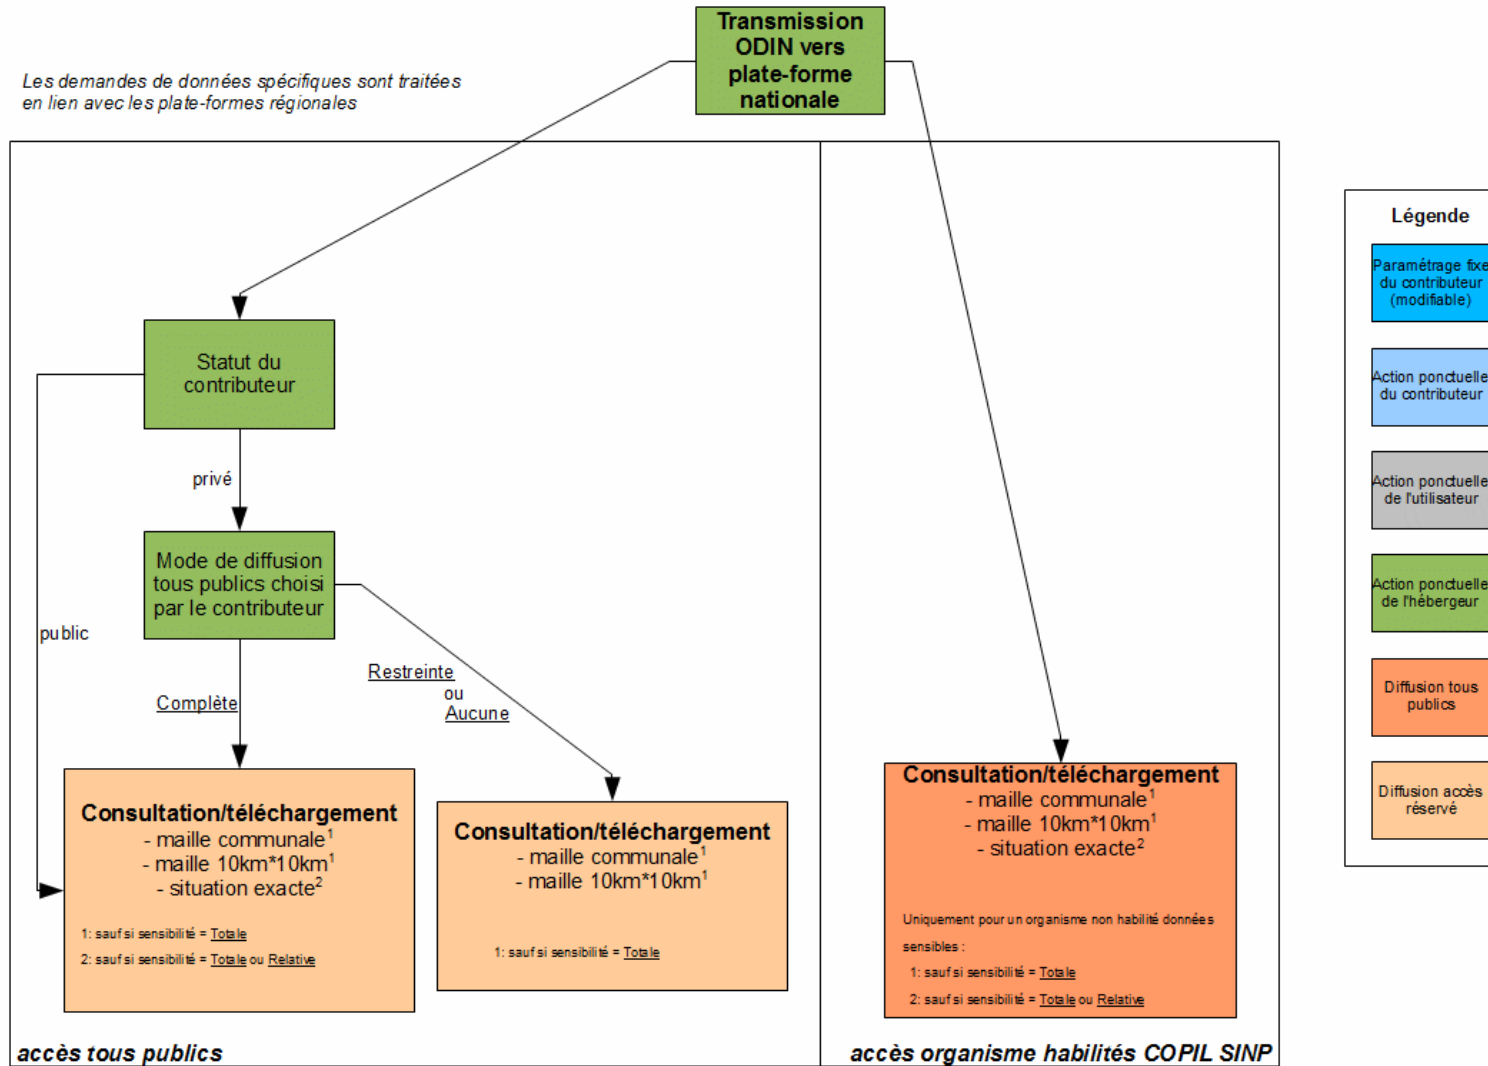 Transmission
ODIN vers
plate-forme
nationale
Les demandes de données spécifiques sont traitées
en lien avec les plate-formes régionales
Statut du
contributeur
privé
Mode de diffusion
tous publics choisi
par le contributeur
public
Complète
Restreinte
ou
Aucune
Consultation/téléchargement
- maille communale¹
- maille 10km*10km¹
- situation exacte²
1: sauf si sensibilité = Totale
2: sauf si sensibilité = Totale ou Relative
Consultation/téléchargement
- maille communale¹
- maille 10km*10km¹
1: sauf si sensibilité = Totale
accès tous publics
Consultation/téléchargement
- maille communale¹
- maille 10km*10km¹
- situation exacte²
Uniquement pour un organisme non habilité données
sensibles :
1: sauf si sensibilité = Totale
2: sauf si sensibilité = Totale ou Relative
accès organisme habilités COPIL SINP
Légende
Paramétrage fixe
du contributeur
(modifiable)
Action ponctuelle
du contributeur
Action ponctuelle
de l'utilisateur
Action ponctuelle
de l'hébergeur
Diffusion tous
publics
Diffusion accès
réservé